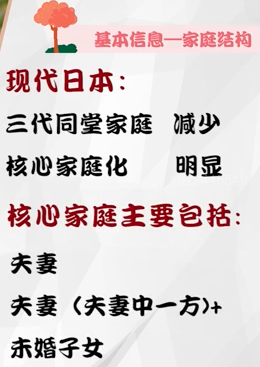 基本信息—家庭结构
现代日本：
三代同堂家庭 减少
核心家庭化 明显
核心家庭主要包括：
夫妻
夫妻（夫妻中一方)+
未婚子女